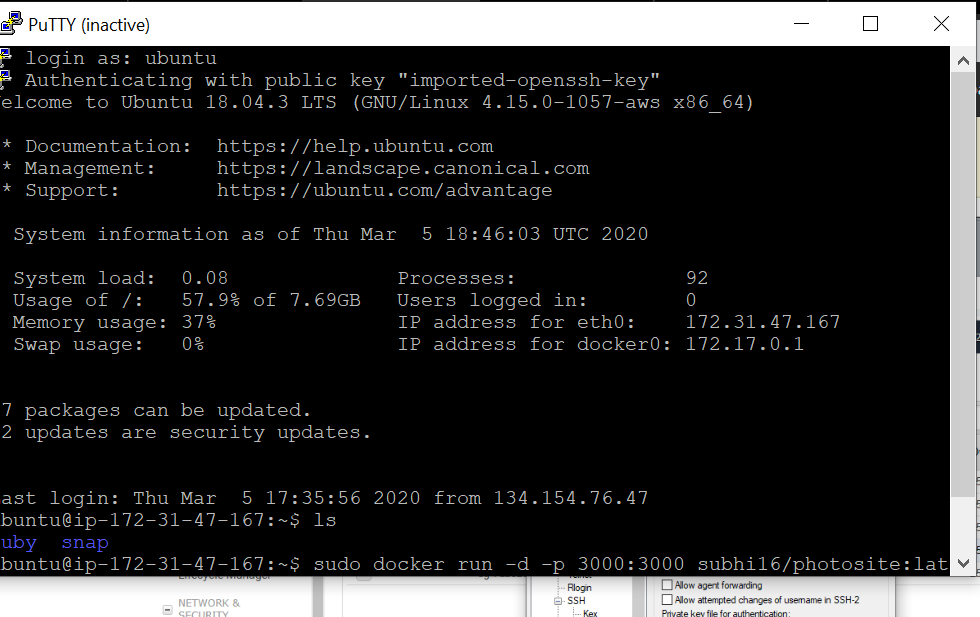 PuTTY (inactive)
login as: ubuntu
Authenticating with public key "imported-openssh-key"
elcome to Ubuntu 18.04.3 LTS (GNU/Linux 4.15.0-1057-aws x86_64)
* Documentation: https://help.ubuntu.com
* Management: https://landscape.canonical.com
* Support: https://ubuntu.com/advantage
System information as of Thu Mar 5 18:46:03 UTC 2020
System load: 0.08 Processes: 92
Usage of /: 57.9% of 7.69GB Users logged in: 0
Memory usage: 37% IP address for eth0: 172.31.47.167
Swap usage: 0% IP address for docker0: 172.17.0.1
7 packages can be updated.
2 updates are security updates.
ast login: Thu Mar 5 17:35:56 2020 from 134.154.76.47
buntu@ip-172-31-47-167:~$ ls
uby snap
buntu@ip-172-31-47-167:~$ sudo docker run -d -p 3000:3000 subhi16/photosite:lat
Lifecycle Manager
NETWORK &
SECURITY
Rlogin
SSH
Kex
Allow agent forwarding
Allow attempted changes of username in SSH-2
Private key file for authentication: